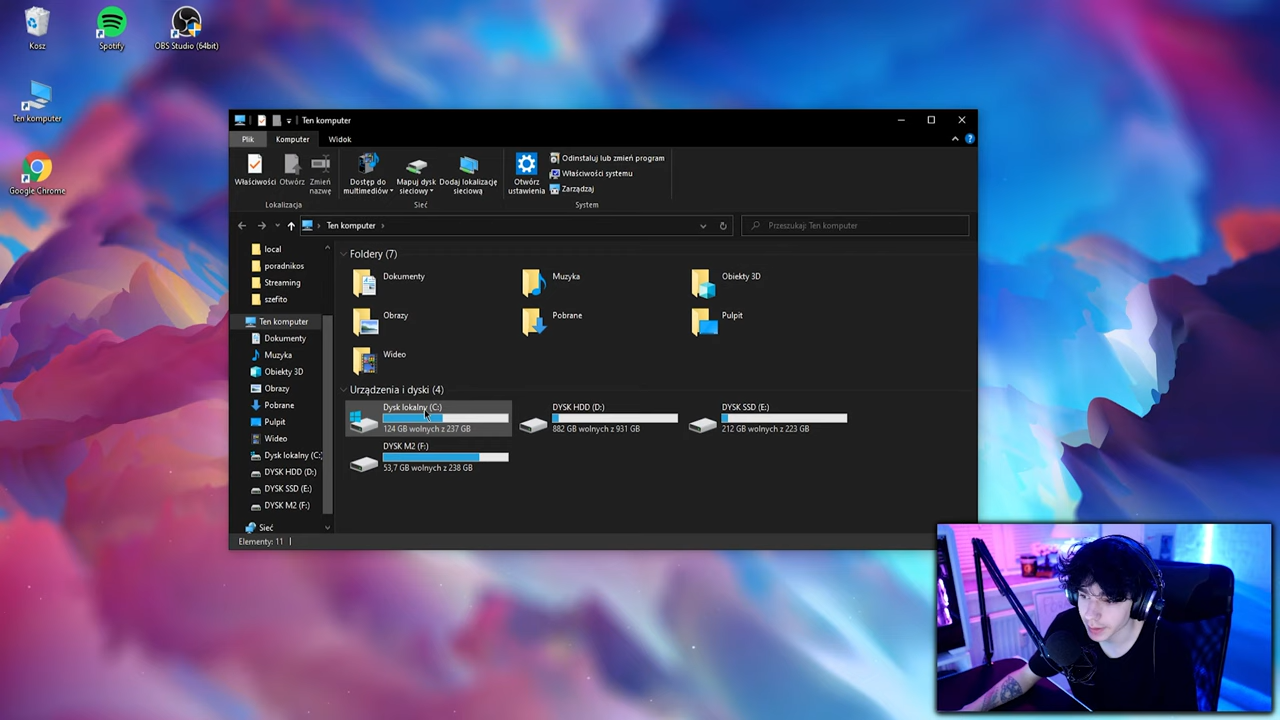 Kosz
Spotify
OBS Studio (64bit)
Ten komputer
Google Chrome
Ten komputer
Plik
Komputer
Widok
Właściwości
Otwórz
Zmień
nazwę
Lokalizacja
Dostęp do
multimediów
Mapuj dysk
sieciowy
Dodaj lokalizację
sieciową
Sieć
Otwórz
ustawienia
Odinstaluj lub zmień program
Właściwości systemu
Zarządzaj
System
Ten komputer
Przeszukaj: Ten komputer
local
poradnikos
Streaming
szefito
Ten komputer
Dokumenty
Muzyka
Obiekty 3D
Obrazy
Pobrane
Pulpit
Wideo
Dysk lokalny (C:)
DYSK HDD (D:)
DYSK SSD (E:)
DYSK M2 (F:)
Sieć
Foldery (7)
Dokumenty
Muzyka
Obiekty 3D
Obrazy
Pobrane
Pulpit
Wideo
Urządzenia i dyski (4)
Dysk lokalny (C:)
124 GB wolnych z 237 GB
DYSK HDD (D:)
882 GB wolnych z 931 GB
DYSK SSD (E:)
212 GB wolnych z 223 GB
DYSK M2 (F:)
53,7 GB wolnych z 238 GB
Elementy: 11